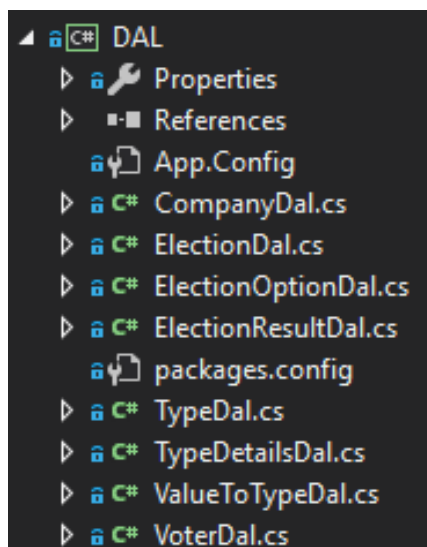 C# DAL
Properties
References
App.Config
C# CompanyDal.cs
C# ElectionDal.cs
C# ElectionOptionDal.cs
C# ElectionResultDal.cs
packages.config
C# TypeDal.cs
C# TypeDetailsDal.cs
C# ValueToTypeDal.cs
C# VoterDal.cs